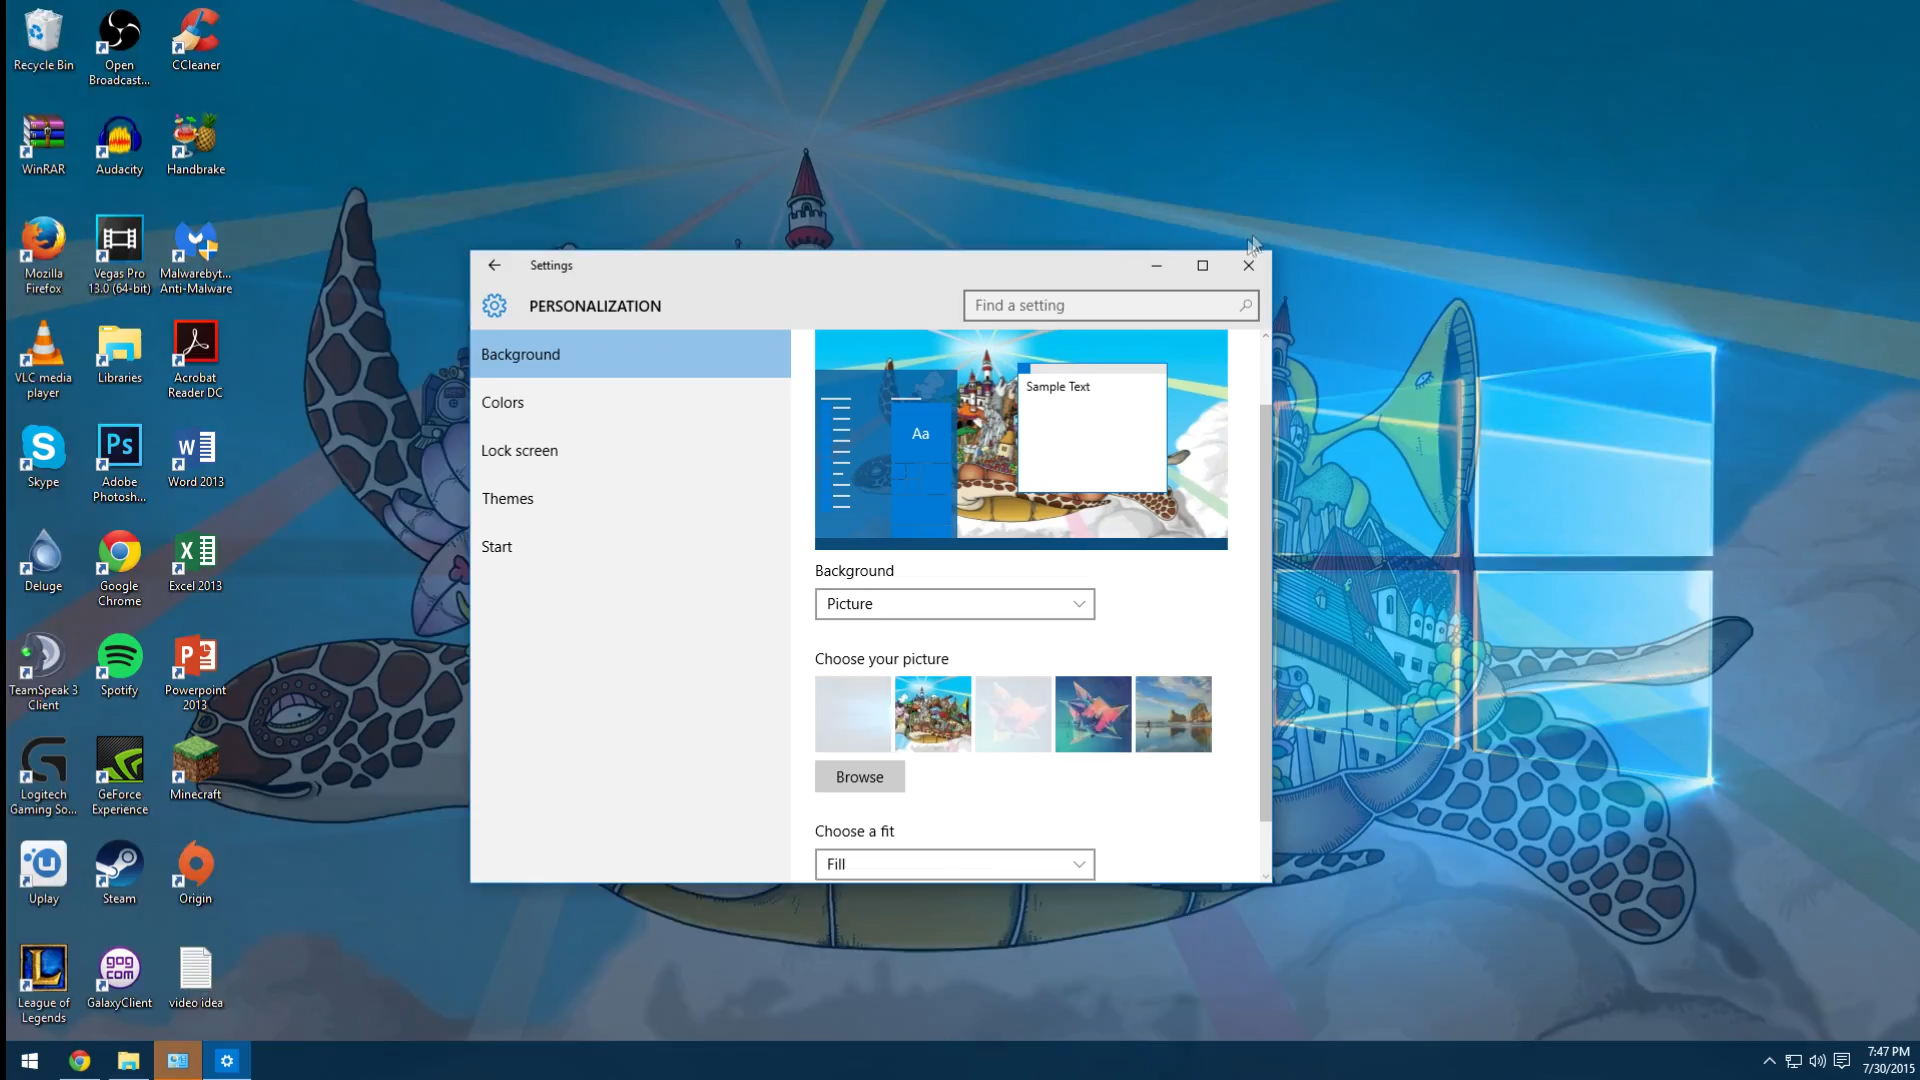 Recycle Bin
Open
Broadcast...
CCleaner
WinRAR
Audacity
Handbrake
Mozilla
Firefox
Vegas Pro
13.0 (64-bit)
Malwarebyt...
Anti-Malware
VLC media
player
Libraries
Acrobat
Reader DC
Skype
Adobe
Photosh...
Word 2013
Deluge
Google
Chrome
Excel 2013
TeamSpeak 3
Client
Spotify
Powerpoint
2013
Logitech
Gaming So...
GeForce
Experience
Minecraft
Uplay
Steam
Origin
League of
Legends
GalaxyClient
video idea
Settings
PERSONALIZATION
Find a setting
Background
Colors
Lock screen
Themes
Start
Sample Text
Aa
Background
Picture
Choose your picture
Browse
Choose a fit
Fill
7:47 PM
7/30/2015
S
Ps
W
X
P
U
L
gog
com